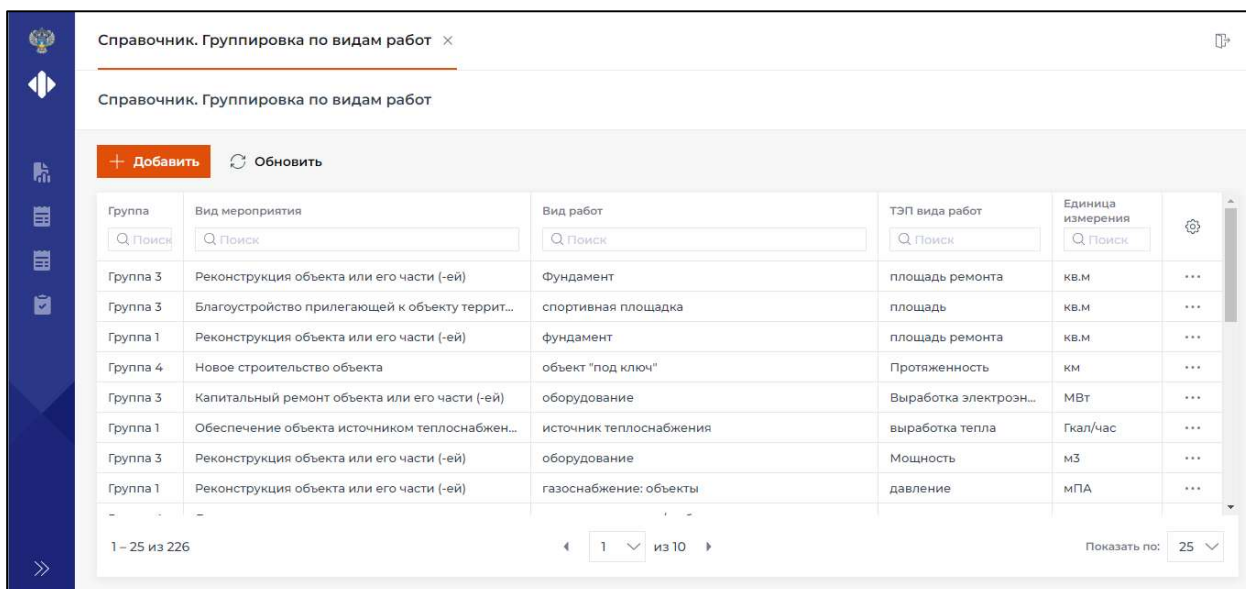 Справочник. Группировка по видам работ ×
Справочник. Группировка по видам работ
+ Добавить Обновить
Группа Вид мероприятия Вид работ ТЭП вида работ Единица измерения
Поиск Поиск Поиск Поиск Поиск
Группа 3 Реконструкция объекта или его части (-ей) Фундамент площадь ремонта кв.м ...
Группа 3 Благоустройство прилегающей к объекту террит... спортивная площадка площадь кв.м ...
Группа 1 Реконструкция объекта или его части (-ей) фундамент площадь ремонта кв.м ...
Группа 4 Новое строительство объекта объект "под ключ" Протяженность км ...
Группа 3 Капитальный ремонт объекта или его части (-ей) оборудование Выработка электроэн... МВт ...
Группа 1 Обеспечение объекта источником теплоснабжен... источник теплоснабжения выработка тепла Гкал/час ...
Группа 3 Реконструкция объекта или его части (-ей) оборудование Мощность м3 ...
Группа 1 Реконструкция объекта или его части (-ей) газоснабжение: объекты давление мПА ...
1 – 25 из 226 1 из 10 Показать по: 25